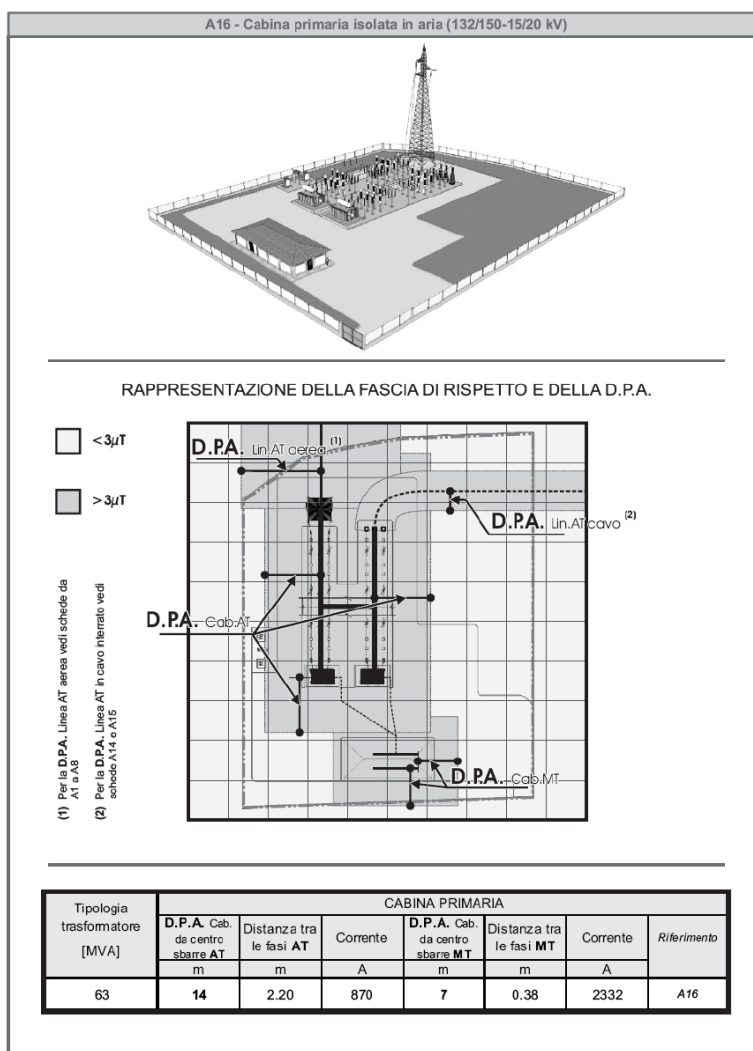 A16 - Cabina primaria isolata in aria (132/150-15/20 kV)
RAPPRESENTAZIONE DELLA FASCIA DI RISPETTO E DELLA D.P.A.
< 3µT
> 3µT
(1) Per la D.P.A. Linea AT aerea vedi schede da
A1 a A8
(2) Per la D.P.A. Linea AT in cavo interrato vedi
schede A14 e A15
D.P.A. Lin.AT aerea (1)
D.P.A. Lin.AT cavo (2)
D.P.A. Cab.AT
D.P.A. Cab.MT
Tipologia
trasformatore
[MVA]
CABINA PRIMARIA
D.P.A. Cab.
da centro
sbarre AT
Distanza tra
le fasi AT
Corrente
D.P.A. Cab.
da centro
sbarre MT
Distanza tra
le fasi MT
Corrente
Riferimento
m m A m m A
63 14 2.20 870 7 0.38 2332 A16